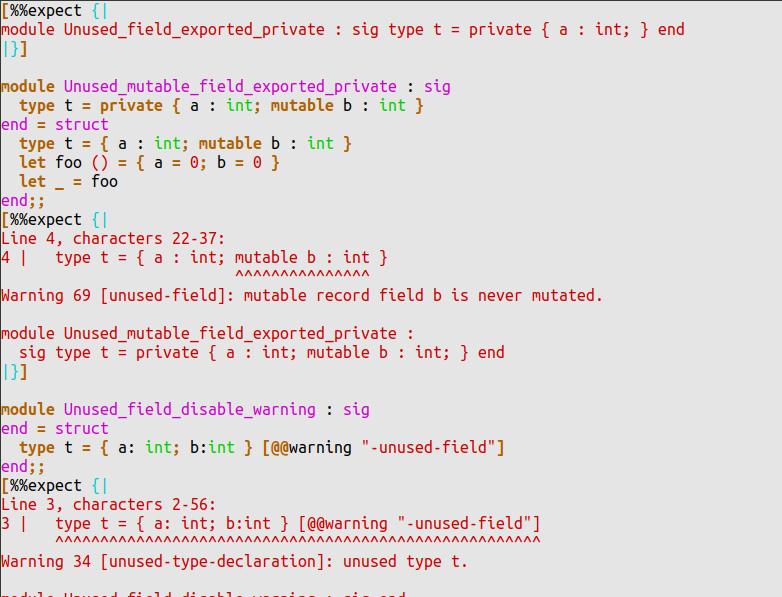 [%%expect {|
module Unused_field_exported_private : sig type t = private { a : int; } end
|}]

module Unused_mutable_field_exported_private : sig
  type t = private { a : int; mutable b : int }
end = struct
  type t = { a : int; mutable b : int }
  let foo () = { a = 0; b = 0 }
  let _ = foo
end;;
[%%expect {|
Line 4, characters 22-37:
4 |   type t = { a : int; mutable b : int }
                          ^^^^^^^^^^^^^^^
Warning 69 [unused-field]: mutable record field b is never mutated.

module Unused_mutable_field_exported_private :
  sig type t = private { a : int; mutable b : int; } end
|}]

module Unused_field_disable_warning : sig
end = struct
  type t = { a: int; b:int } [@@warning "-unused-field"]
end;;
[%%expect {|
Line 3, characters 2-56:
3 |   type t = { a: int; b:int } [@@warning "-unused-field"]
      ^^^^^^^^^^^^^^^^^^^^^^^^^^^^^^^^^^^^^^^^^^^^^^^^^^^^^^
Warning 34 [unused-type-declaration]: unused type t.

module Unused_field_disable_warning : sig end